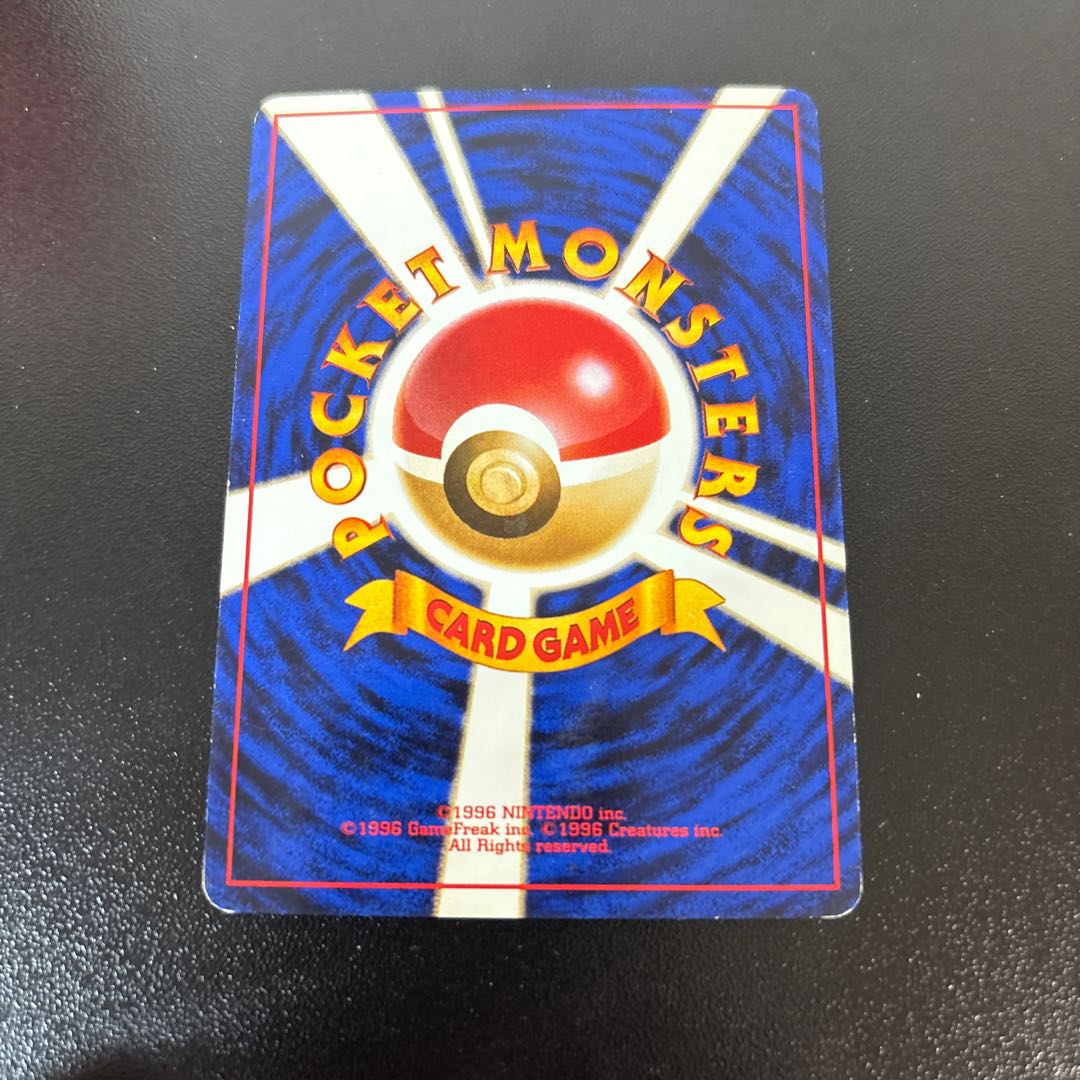 POCKET MONSTERS
CARD GAME
©1996 NINTENDO inc.
©1996 GameFreak inc. ©1996 Creatures inc.
All Rights reserved.